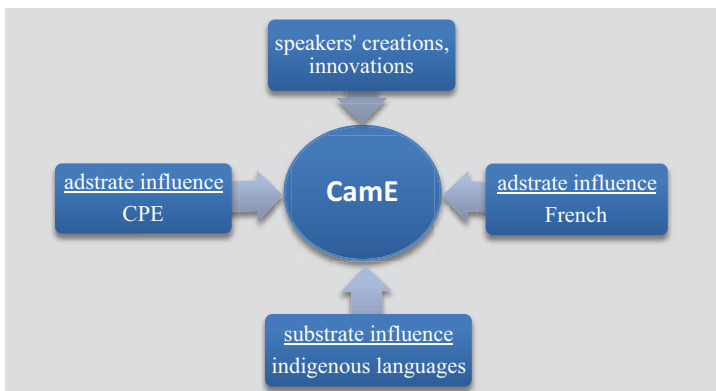 speakers' creations,
innovations
adstrate influence
CPE
CamE
adstrate influence
French
substrate influence
indigenous languages